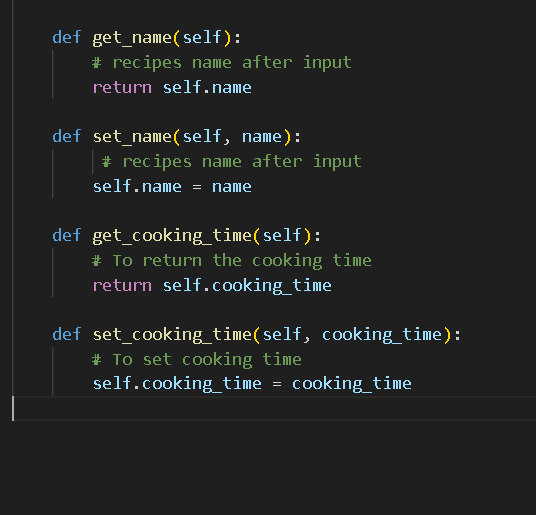 def get_name(self):
# recipes name after input
return self.name
def set_name(self, name):
# recipes name after input
self.name = name
def get_cooking_time(self):
# To return the cooking time
return self.cooking_time
def set_cooking_time(self, cooking_time):
# To set cooking time
self.cooking_time = cooking_time